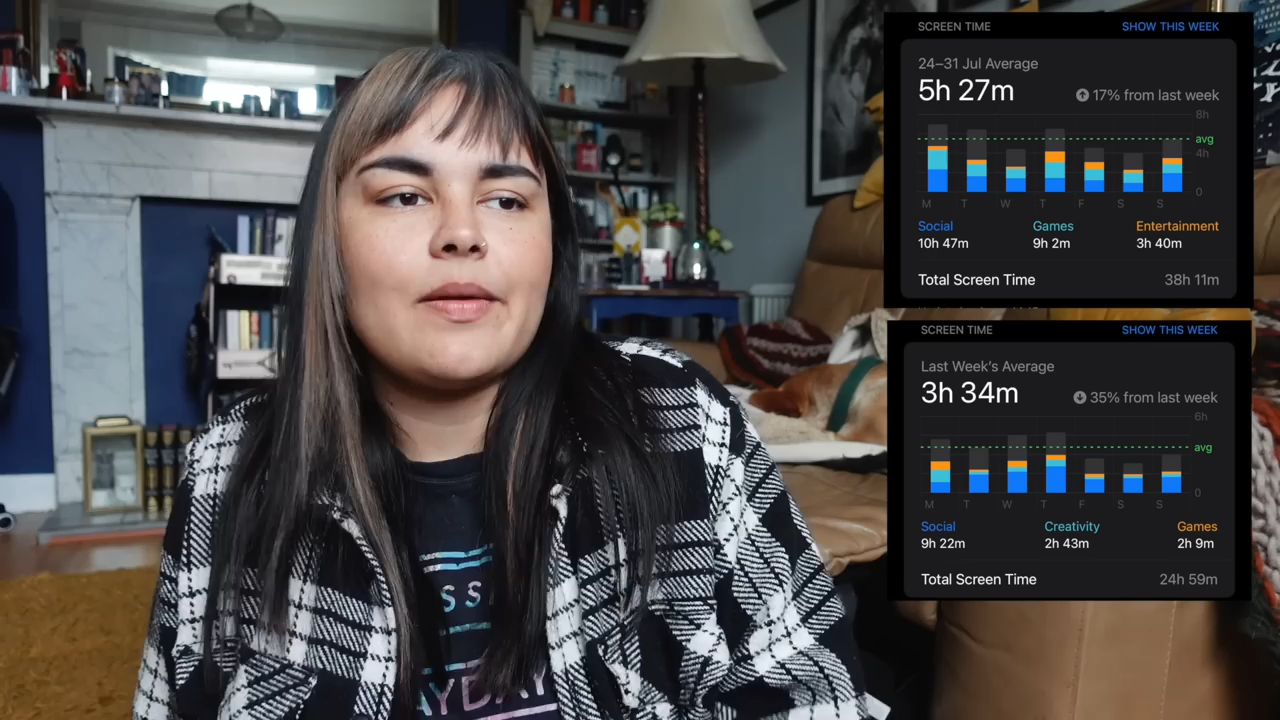 SCREEN TIME SHOW THIS WEEK
24–31 Jul Average
5h 27m 17% from last week
8h
avg
4h
0
M T W T F S S
Social Games Entertainment
10h 47m 9h 2m 3h 40m
Total Screen Time 38h 11m
SCREEN TIME SHOW THIS WEEK
Last Week's Average
3h 34m 35% from last week
6h
avg
0
M T W T F S S
Social Creativity Games
9h 22m 2h 43m 2h 9m
Total Screen Time 24h 59m
SS
AYDAY